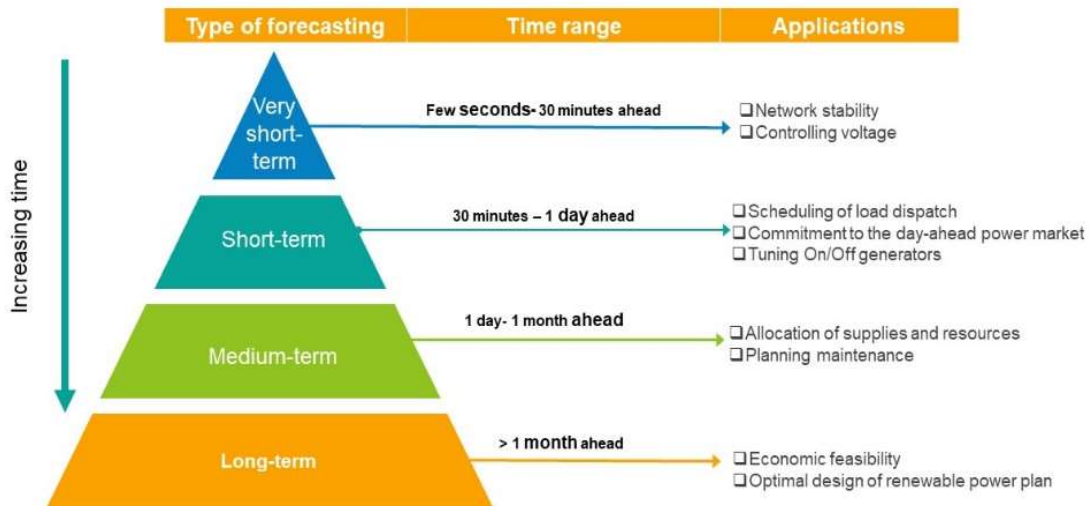 Type of forecasting
Time range
Applications
Increasing time
Very
short-
term
Few seconds- 30 minutes ahead
❑Network stability
❑Controlling voltage
Short-term
30 minutes – 1 day ahead
❑Scheduling of load dispatch
❑Commitment to the day-ahead power market
❑Tuning On/Off generators
Medium-term
1 day- 1 month ahead
❑Allocation of supplies and resources
❑Planning maintenance
Long-term
> 1 month ahead
❑Economic feasibility
❑Optimal design of renewable power plan